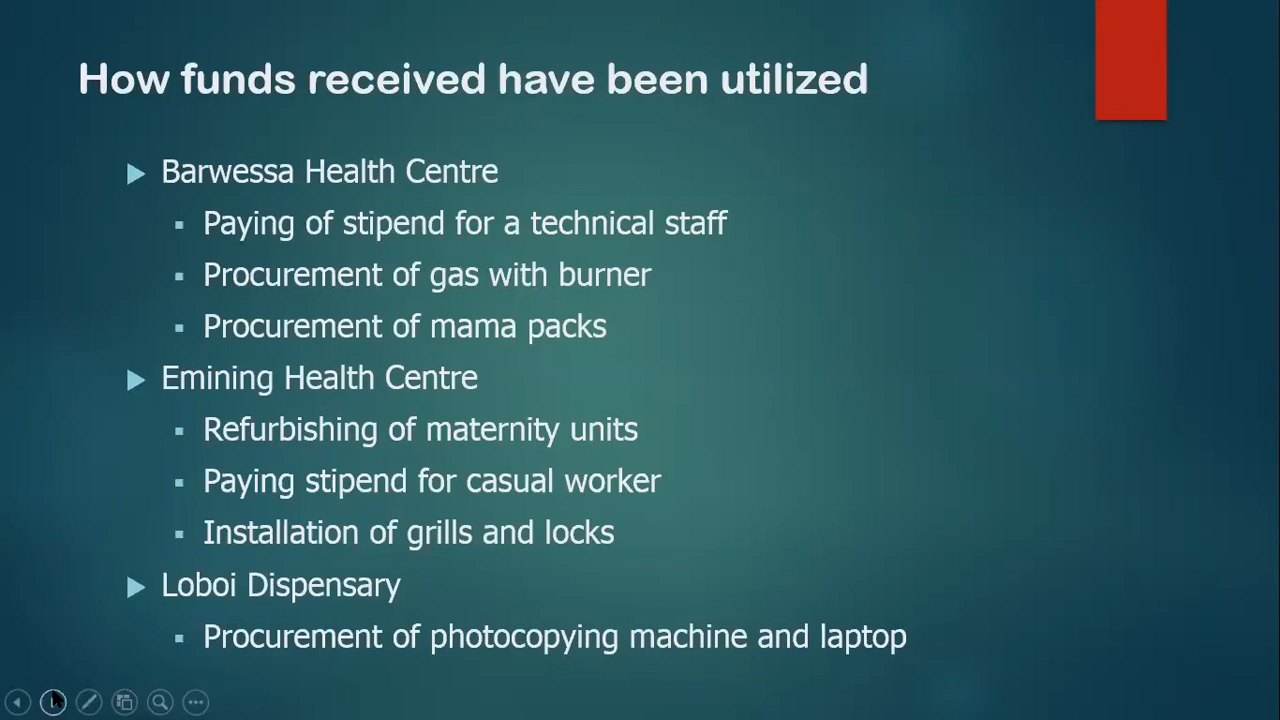 How funds received have been utilized
Barwessa Health Centre
Paying of stipend for a technical staff
Procurement of gas with burner
Procurement of mama packs
Emining Health Centre
Refurbishing of maternity units
Paying stipend for casual worker
Installation of grills and locks
Loboi Dispensary
Procurement of photocopying machine and laptop